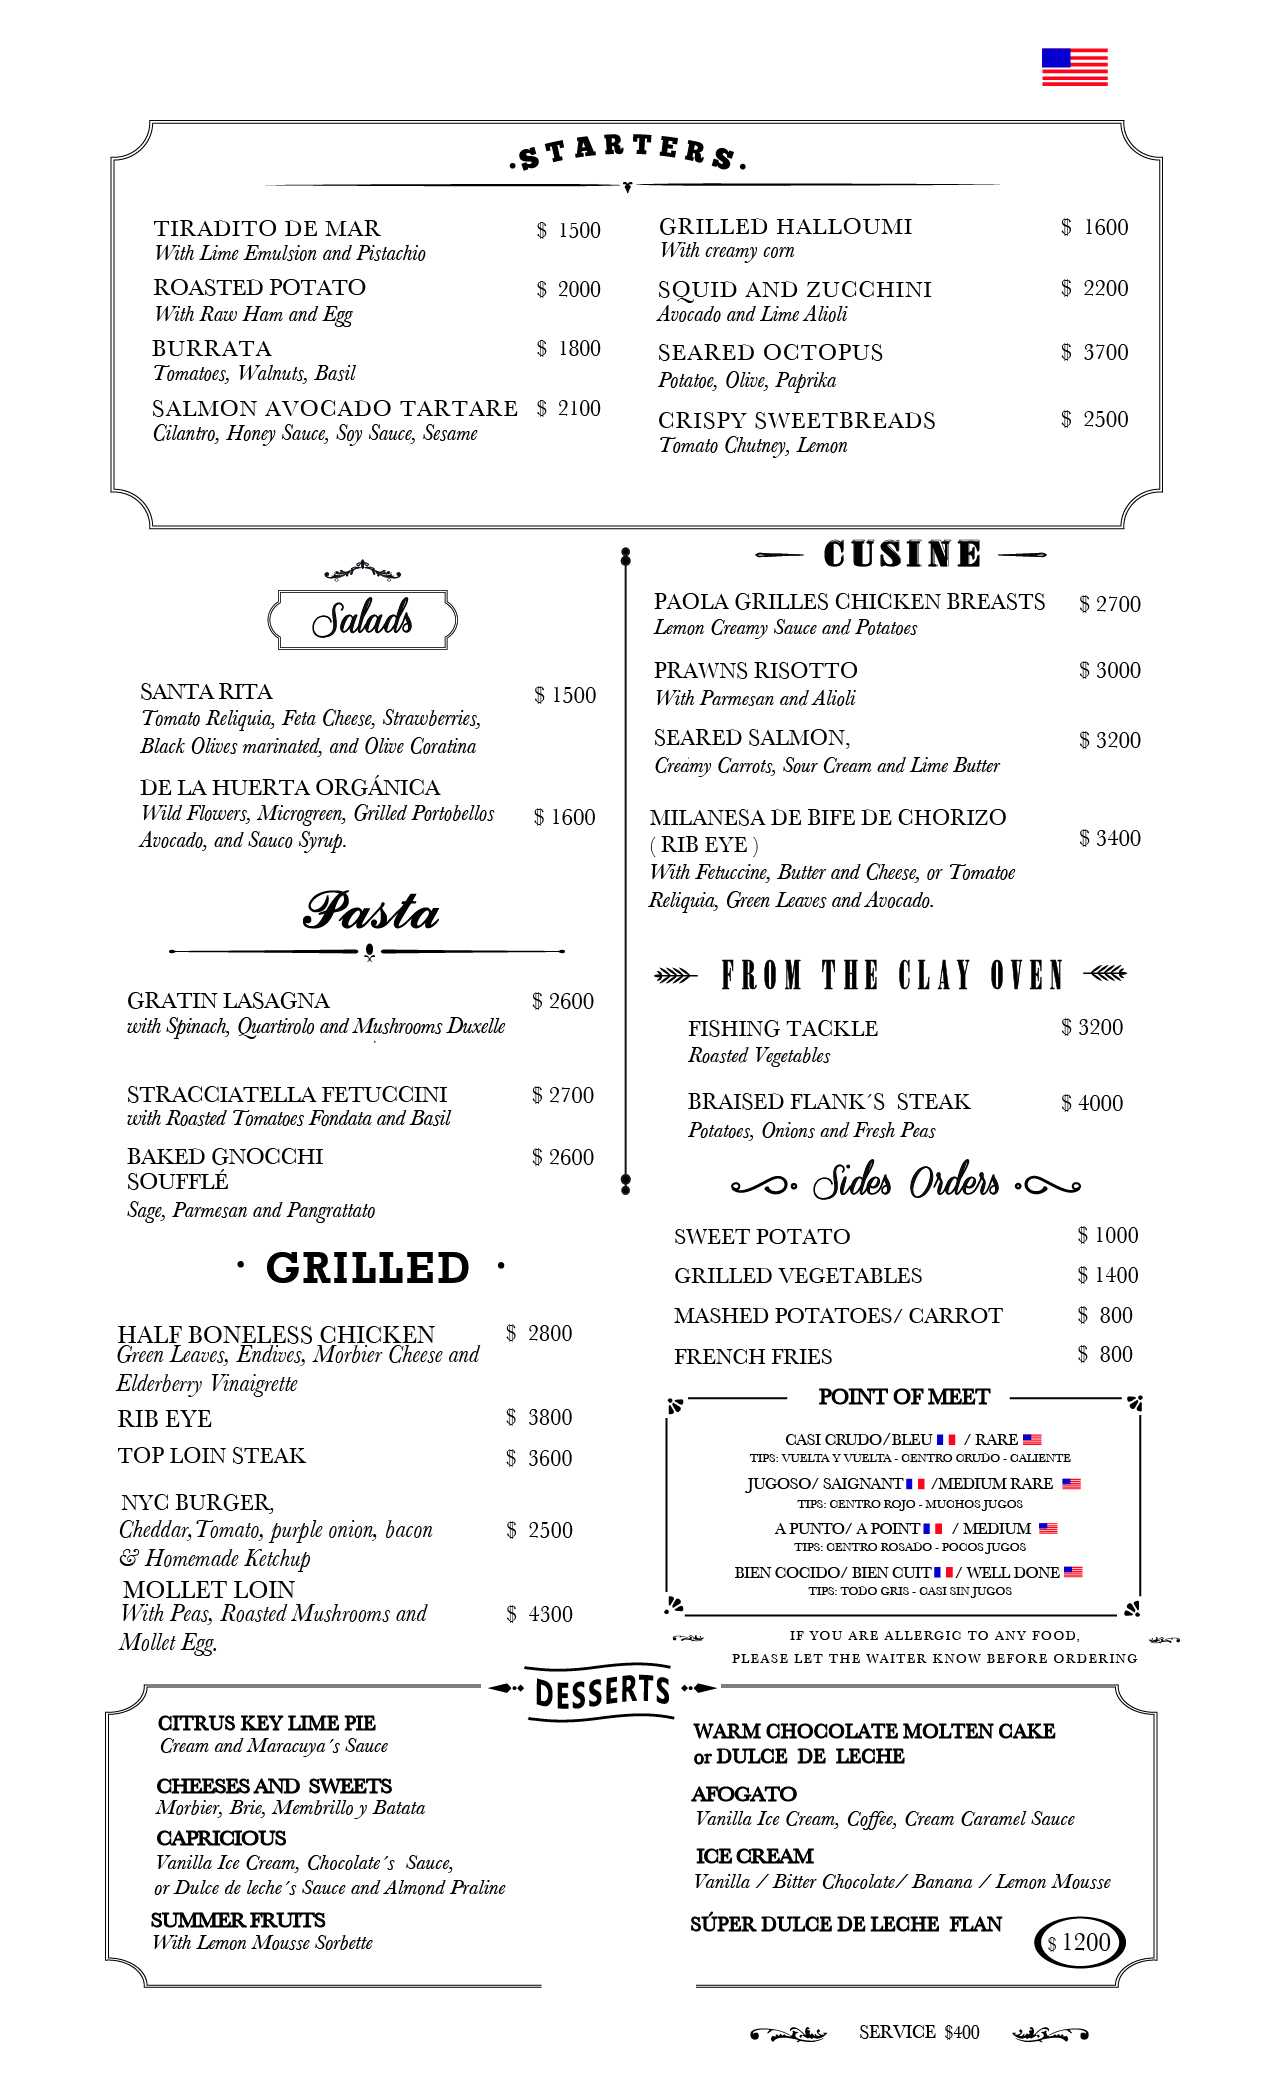 .STARTERS.
TIRADITO DE MAR $ 1500
With Lime Emulsion and Pistachio
ROASTED POTATO $ 2000
With Raw Ham and Egg
BURRATA $ 1800
Tomatoes, Walnuts, Basil
SALMON AVOCADO TARTARE $ 2100
Cilantro, Honey Sauce, Soy Sauce, Sesame
GRILLED HALLOUMI $ 1600
With creamy corn
SQUID AND ZUCCHINI $ 2200
Avocado and Lime Alioli
SEARED OCTOPUS $ 3700
Potatoe, Olive, Paprika
CRISPY SWEETBREADS $ 2500
Tomato Chutney, Lemon
Salads
SANTA RITA $ 1500
Tomato Reliquia, Feta Cheese, Strawberries,
Black Olives marinated, and Olive Coratina
DE LA HUERTA ORGÁNICA
Wild Flowers, Microgreen, Grilled Portobellos $ 1600
Avocado, and Sauco Syrup.
Pasta
GRATIN LASAGNA $ 2600
with Spinach, Quartirolo and Mushrooms Duxelle
STRACCIATELLA FETUCCINI $ 2700
with Roasted Tomatoes Fondata and Basil
BAKED GNOCCHI $ 2600
SOUFFLÉ
Sage, Parmesan and Pangrattato
· GRILLED ·
HALF BONELESS CHICKEN $ 2800
Green Leaves, Endives, Morbier Cheese and
Elderberry Vinaigrette
RIB EYE $ 3800
TOP LOIN STEAK $ 3600
NYC BURGER,
Cheddar,Tomato, purple onion, bacon $ 2500
& Homemade Ketchup
MOLLET LOIN
With Peas, Roasted Mushrooms and $ 4300
Mollet Egg.
CUSINE
PAOLA GRILLES CHICKEN BREASTS $ 2700
Lemon Creamy Sauce and Potatoes
PRAWNS RISOTTO $ 3000
With Parmesan and Alioli
SEARED SALMON, $ 3200
Creamy Carrots, Sour Cream and Lime Butter
MILANESA DE BIFE DE CHORIZO
( RIB EYE ) $ 3400
With Fetuccine, Butter and Cheese, or Tomatoe
Reliquia, Green Leaves and Avocado.
FROM THE CLAY OVEN
FISHING TACKLE $ 3200
Roasted Vegetables
BRAISED FLANK´S STEAK $ 4000
Potatoes, Onions and Fresh Peas
Sides Orders
SWEET POTATO $ 1000
GRILLED VEGETABLES $ 1400
MASHED POTATOES/ CARROT $ 800
FRENCH FRIES $ 800
POINT OF MEET
CASI CRUDO/BLEU / RARE
TIPS: VUELTA Y VUELTA - CENTRO CRUDO - CALIENTE
JUGOSO/ SAIGNANT /MEDIUM RARE
TIPS: CENTRO ROJO - MUCHOS JUGOS
A PUNTO/ A POINT / MEDIUM
TIPS: CENTRO ROSADO - POCOS JUGOS
BIEN COCIDO/ BIEN CUIT / WELL DONE
TIPS: TODO GRIS - CASI SIN JUGOS
IF YOU ARE ALLERGIC TO ANY FOOD,
PLEASE LET THE WAITER KNOW BEFORE ORDERING
DESSERTS
CITRUS KEY LIME PIE
Cream and Maracuya´s Sauce
CHEESES AND SWEETS
Morbier, Brie, Membrillo y Batata
CAPRICIOUS
Vanilla Ice Cream, Chocolate´s Sauce,
or Dulce de leche´s Sauce and Almond Praline
SUMMER FRUITS
With Lemon Mousse Sorbette
WARM CHOCOLATE MOLTEN CAKE
or DULCE DE LECHE
AFOGATO
Vanilla Ice Cream, Coffee, Cream Caramel Sauce
ICE CREAM
Vanilla / Bitter Chocolate/ Banana / Lemon Mousse
SÚPER DULCE DE LECHE FLAN
$ 1200
SERVICE $400